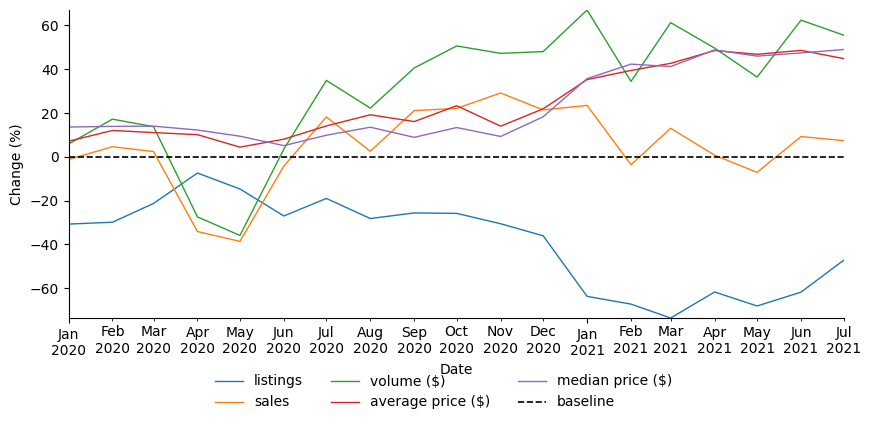 60
40
20
0
−20
−40
−60
Change (%)
Jan Feb Mar Apr May Jun Jul Aug Sep Oct Nov Dec Jan Feb Mar Apr May Jun Jul
2020 2020 2020 2020 2020 2020 2020 2020 2020 2020 2020 2020 2021 2021 2021 2021 2021 2021 2021
Date
listings volume ($) median price ($)
sales average price ($) baseline